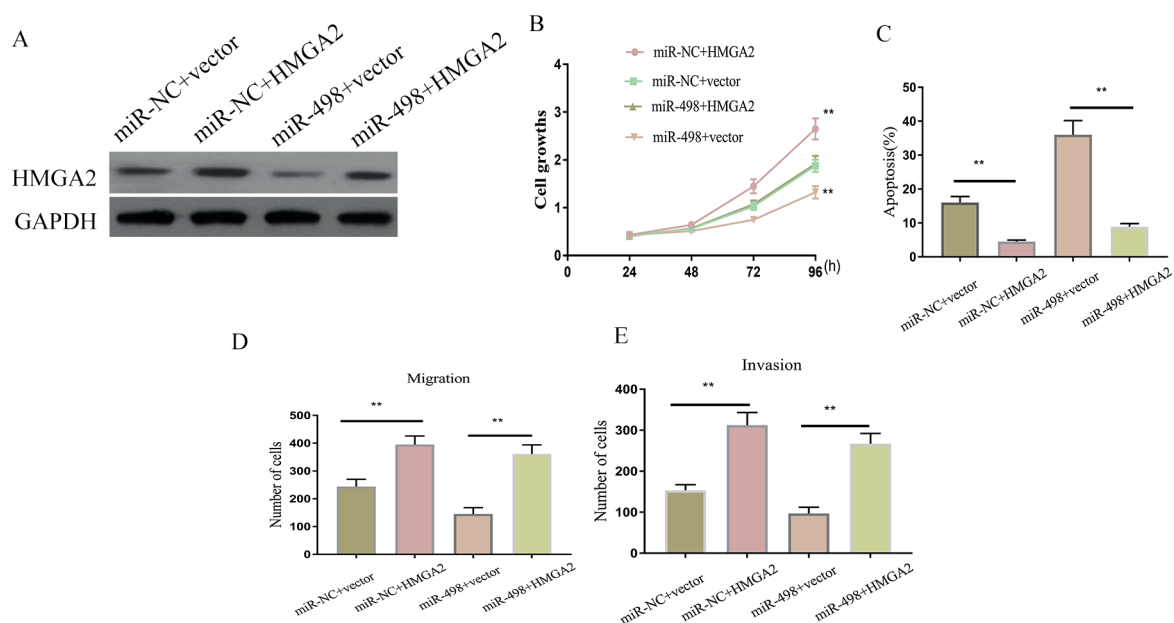 A
miR-NC+vector
miR-NC+HMGA2
miR-498+vector
miR-498+HMGA2
HMGA2
GAPDH
B
miR-NC+HMGA2
miR-NC+vector
miR-498+HMGA2
miR-498+vector
Cell growths
4
3
2
1
0
0
24
48
72
96
(h)
**
**
C
Apoptosis(%)
50
40
30
20
10
0
**
**
miR-NC+vector
miR-NC+HMGA2
miR-498+vector
miR-498+HMGA2
D
Migration
Number of cells
500
400
300
200
100
0
**
**
miR-NC+vector
miR-NC+HMGA2
miR-498+vector
miR-498+HMGA2
E
Invasion
Number of cells
400
300
200
100
0
**
**
miR-NC+vector
miR-NC+HMGA2
miR-498+vector
miR-498+HMGA2